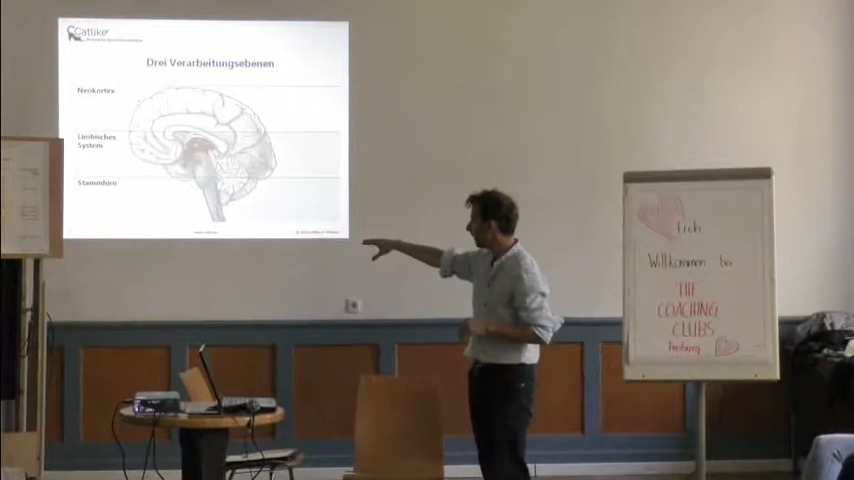 Cattlike
Drei Verarbeitungsebenen
Neokortex
Limbisches
System
Stammhirn
Lieb
Willkommen bei
THE
COACHING
CLUBS
Freiburg